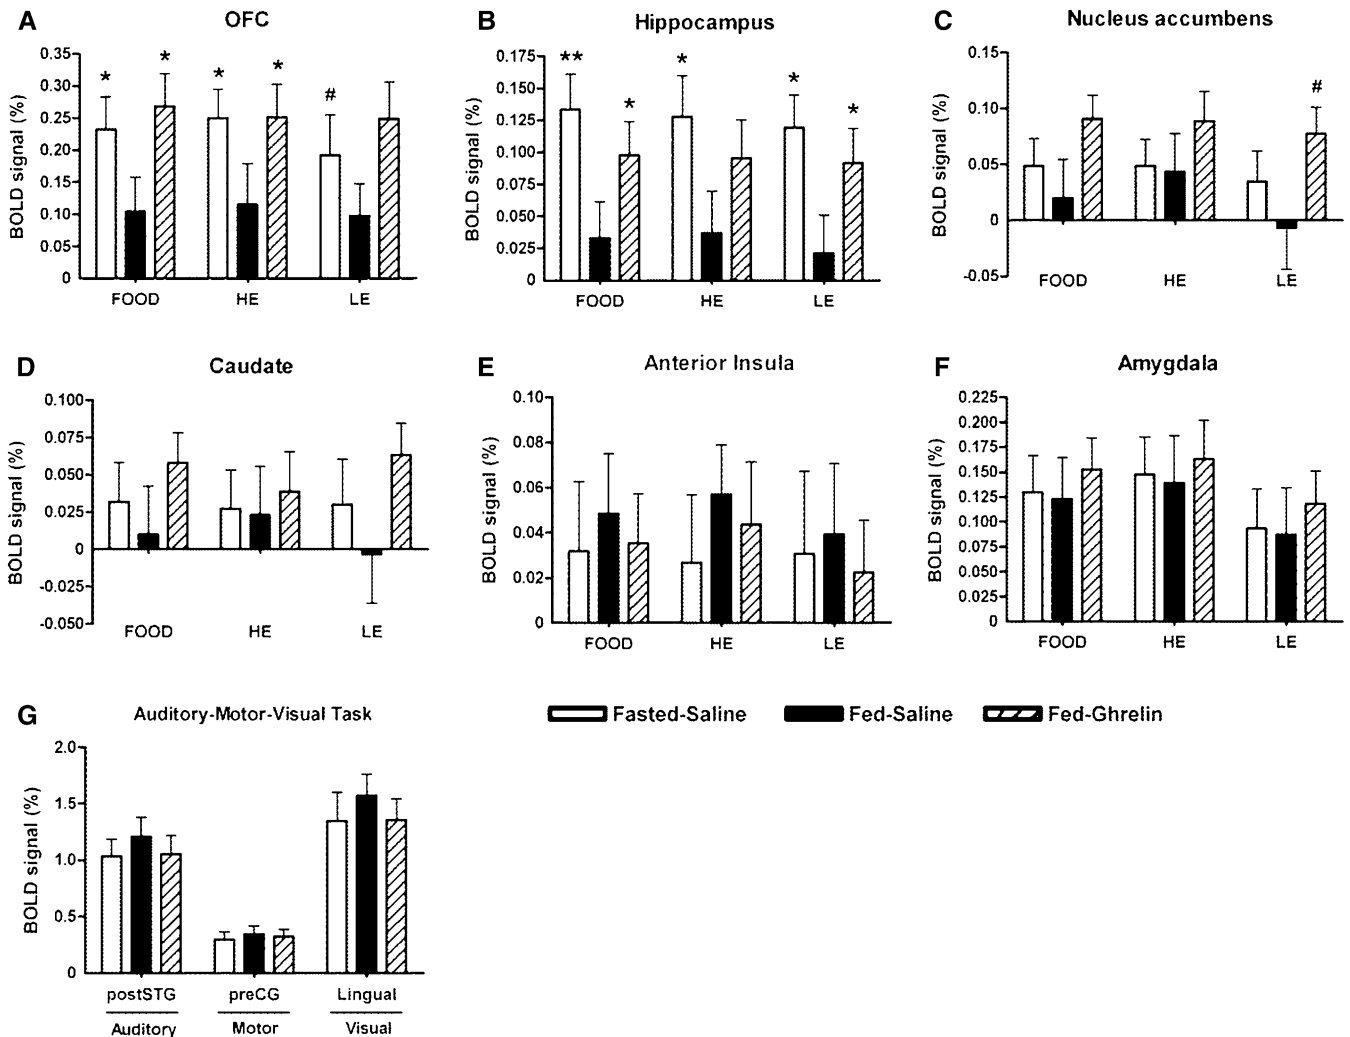 A
OFC
BOLD signal (%)
0.35
0.30
0.25
0.20
0.15
0.10
0.05
0
* * * * #
FOOD HE LE
B
Hippocampus
BOLD signal (%)
0.175
0.150
0.125
0.100
0.075
0.050
0.025
0
** * * * *
FOOD HE LE
C
Nucleus accumbens
BOLD signal (%)
0.15
0.10
0.05
0
-0.05
#
FOOD HE LE
D
Caudate
BOLD signal (%)
0.100
0.075
0.050
0.025
0
-0.025
-0.050
FOOD HE LE
E
Anterior Insula
BOLD signal (%)
0.10
0.08
0.06
0.04
0.02
0
FOOD HE LE
F
Amygdala
BOLD signal (%)
0.225
0.200
0.175
0.150
0.125
0.100
0.075
0.050
0.025
0
FOOD HE LE
G
Auditory-Motor-Visual Task
BOLD signal (%)
2.0
1.5
1.0
0.5
0
postSTG preCG Lingual
Auditory Motor Visual
Fasted-Saline Fed-Saline Fed-Ghrelin